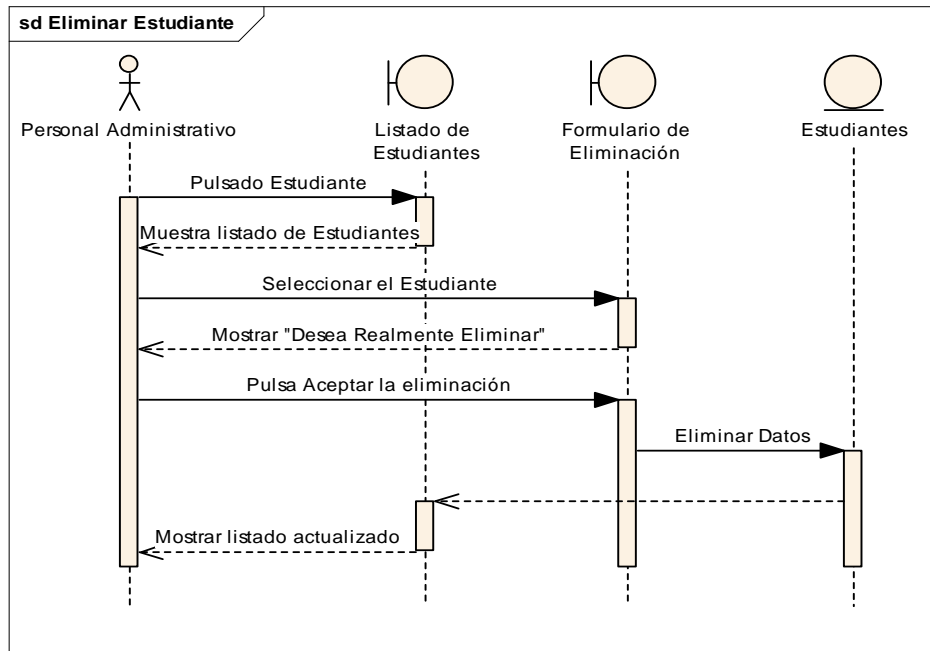 sd Eliminar Estudiante
Personal Administrativo
Listado de
Estudiantes
Formulario de
Eliminación
Estudiantes
Pulsado Estudiante
Muestra listado de Estudiantes
Seleccionar el Estudiante
Mostrar "Desea Realmente Eliminar"
Pulsa Aceptar la eliminación
Eliminar Datos
Mostrar listado actualizado